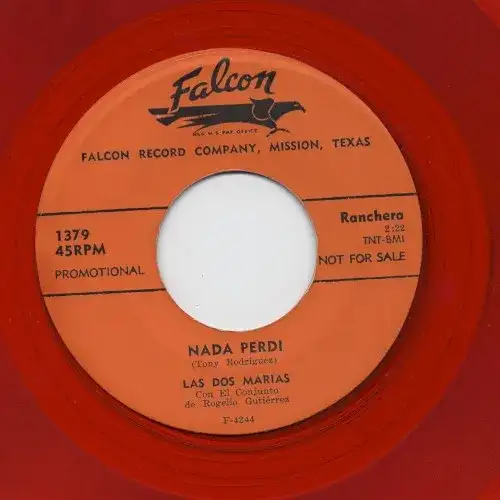 Falcon
REG. U.S. PAT. OFFICE
FALCON RECORD COMPANY, MISSION, TEXAS
1379
45RPM
PROMOTIONAL
Ranchera
2:22
TNT-BMI
NOT FOR SALE
NADA PERDI
(Tony Rodriguez)
LAS DOS MARIAS
Con El Conjunto
de Rogelio Gutiérrez
F-4244